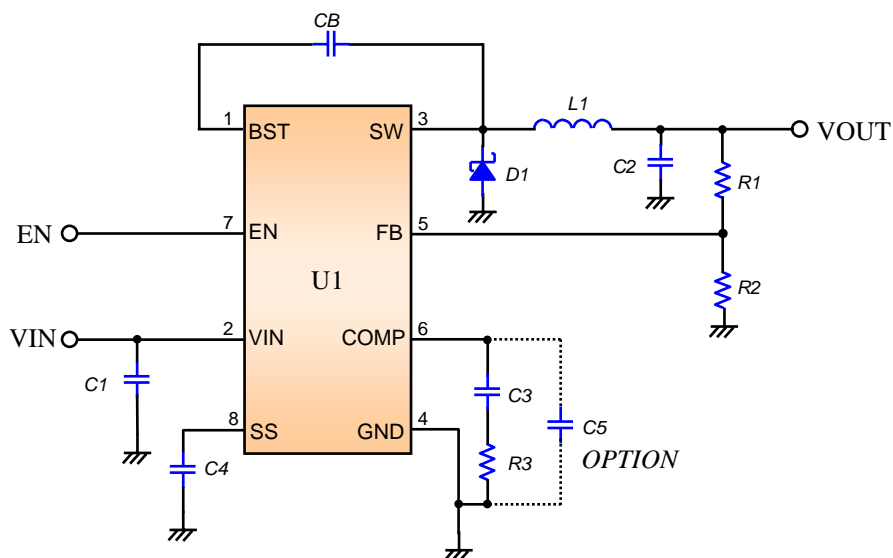 CB
1
BST
SW
3
L1
VOUT
D1
C2
R1
EN
7
EN
FB
5
U1
R2
VIN
2
VIN
COMP
6
C1
C3
C5
8
SS
GND
4
C4
R3
OPTION